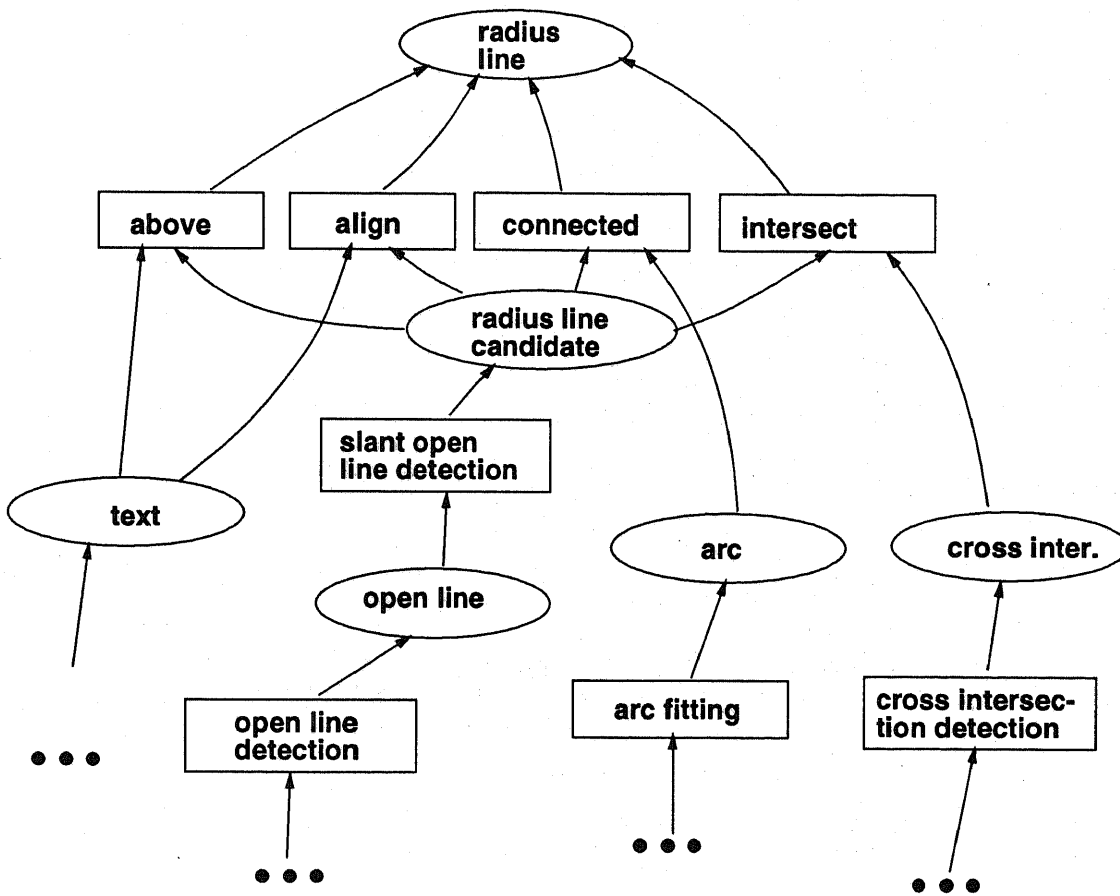 radius
line
above
align
connected
intersect
radius line
candidate
slant open
line detection
text
arc
cross inter.
open line
open line
detection
arc fitting
cross intersec-
tion detection